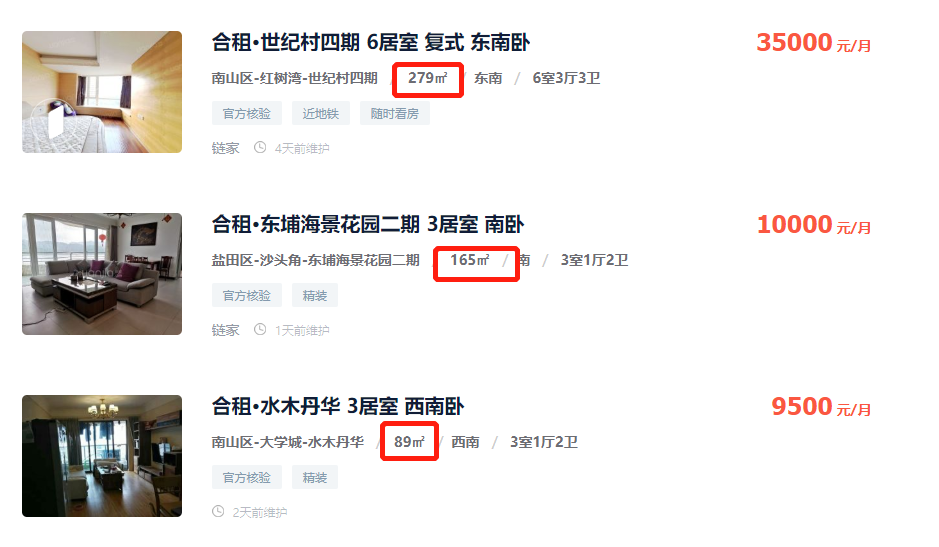 合租·世纪村四期 6居室 复式 东南卧
35000 元/月
南山区-红树湾-世纪村四期 / 279㎡ / 东南 / 6室3厅3卫
官方核验 近地铁 随时看房
链家 4天前维护
合租·东埔海景花园二期 3居室 南卧
10000 元/月
盐田区-沙头角-东埔海景花园二期 / 165㎡ / 南 / 3室1厅2卫
官方核验 精装
链家 1天前维护
合租·水木丹华 3居室 西南卧
9500 元/月
南山区-大学城-水木丹华 / 89㎡ / 西南 / 3室1厅2卫
官方核验 精装
2天前维护